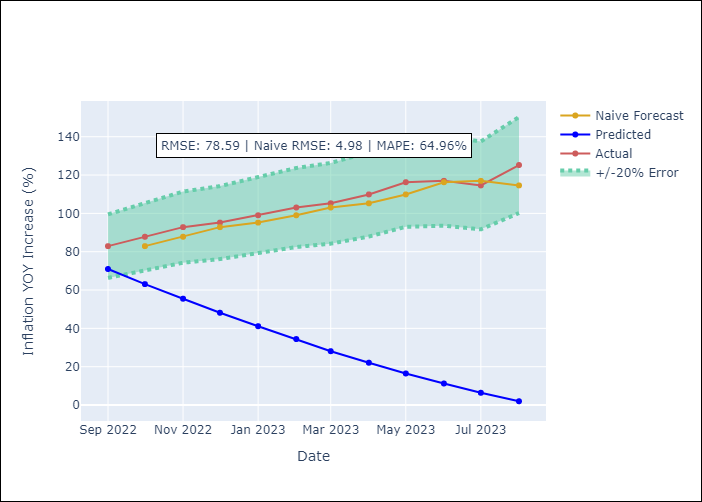 RMSE: 78.59 | Naive RMSE: 4.98 | MAPE: 64.96%
Naive Forecast
Predicted
Actual
+/-20% Error
Inflation YOY Increase (%)
140
120
100
80
60
40
20
0
Sep 2022
Nov 2022
Jan 2023
Mar 2023
May 2023
Jul 2023
Date